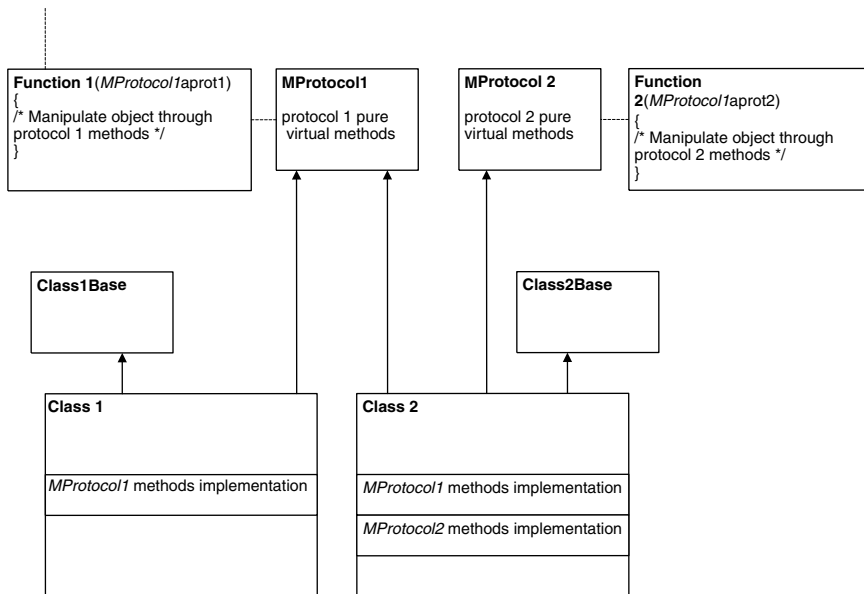 Function 1(MProtocol1aprot1)
{
/* Manipulate object through
protocol 1 methods */
}
MProtocol1
protocol 1 pure
virtual methods
MProtocol 2
protocol 2 pure
virtual methods
Function
2(MProtocol1aprot2)
{
/* Manipulate object through
protocol 2 methods */
}
Class1Base
Class2Base
Class 1
MProtocol1 methods implementation
Class 2
MProtocol1 methods implementation
MProtocol2 methods implementation